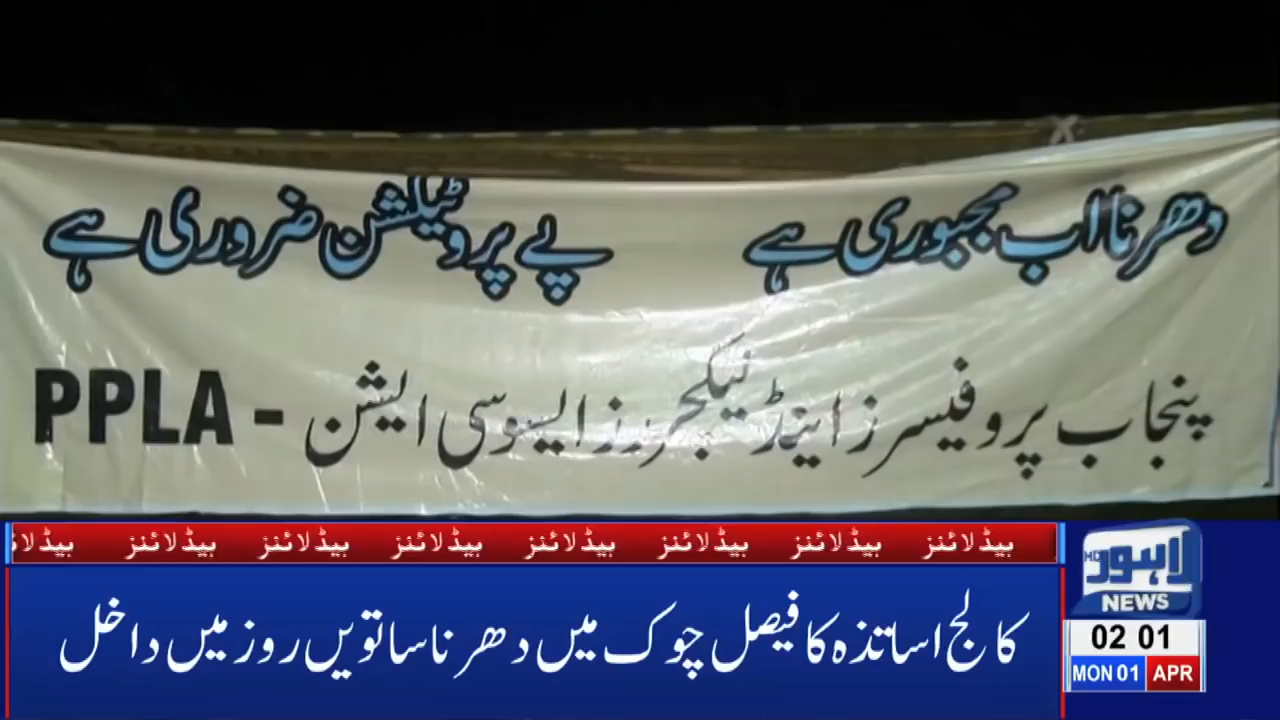 دھرنا اب مجبوری ہے پے پروٹیکشن ضروری ہے
پنجاب پروفیسرز اینڈ لیکچررز ایسوسی ایشن - PPLA
ہیڈلائنز ہیڈلائنز ہیڈلائنز ہیڈلائنز ہیڈلائنز ہیڈلائنز ہیڈلائنز ہیڈلا
کالج اساتذہ کا فیصل چوک میں دھرنا ساتویں روز میں داخل
لاہور HD
NEWS
02 01
MON 01 APR